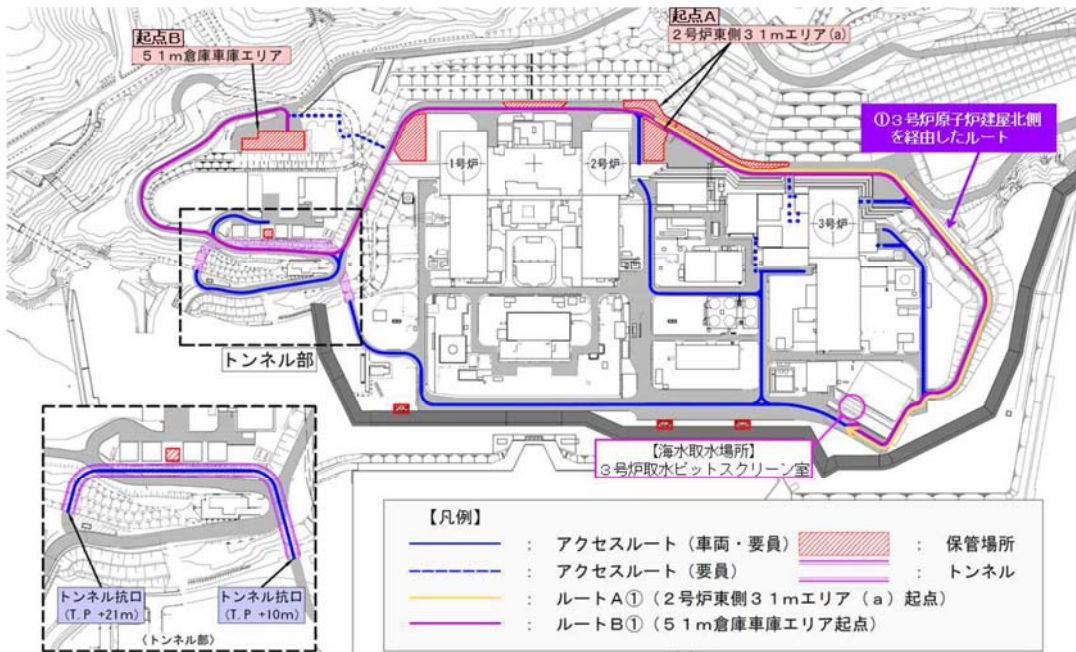 起点B
51m倉庫車庫エリア
起点A
2号炉東側31mエリア(a)
①3号炉原子炉建屋北側
を経由したルート
1号炉
2号炉
3号炉
トンネル部
【海水取水場所】
3号炉取水ピットスクリーン室
トンネル抗口
(T.P +21m)
トンネル抗口
(T.P +10m)
〈トンネル部〉
【凡例】
: アクセスルート(車両・要員)
: 保管場所
: アクセスルート(要員)
: トンネル
: ルートA①(2号炉東側31mエリア(a)起点)
: ルートB①(51m倉庫車庫エリア起点)